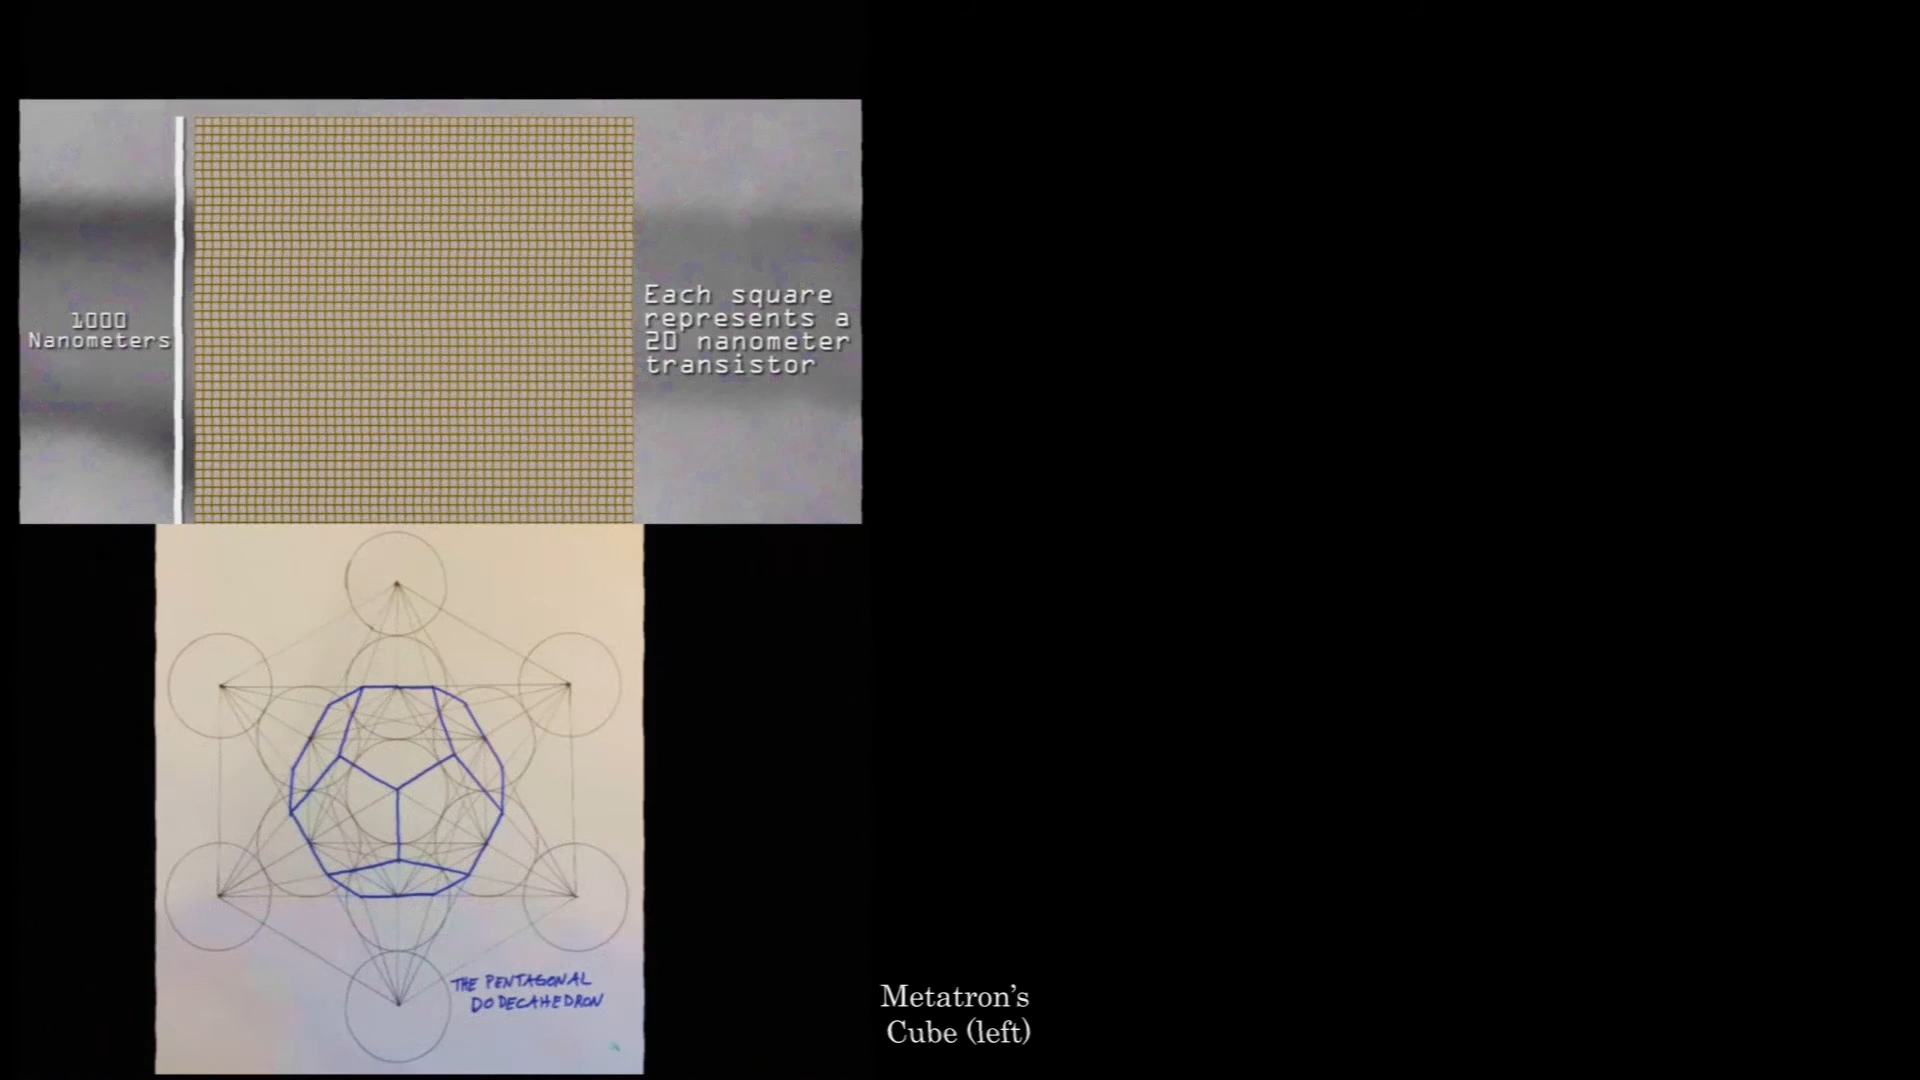 1000
Nanometers
Each square
represents a
20 nanometer
transistor
THE PENTAGONAL
DODECAHEDRON
Metatron's
Cube (left)